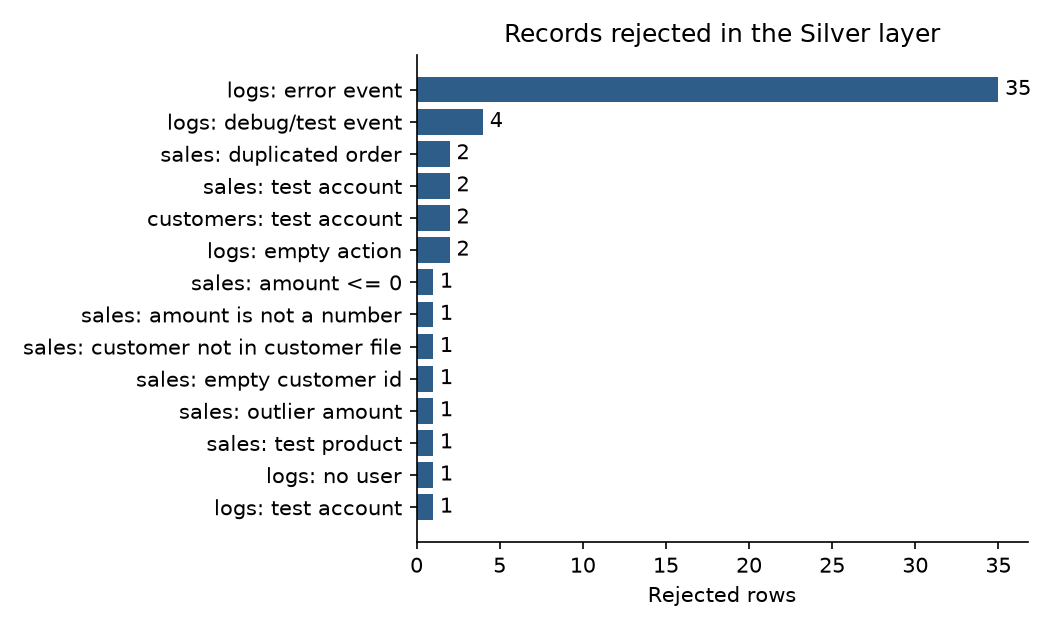 Records rejected in the Silver layer
logs: error event 35
logs: debug/test event 4
sales: duplicated order 2
sales: test account 2
customers: test account 2
logs: empty action 2
sales: amount <= 0 1
sales: amount is not a number 1
sales: customer not in customer file 1
sales: empty customer id 1
sales: outlier amount 1
sales: test product 1
logs: no user 1
logs: test account 1
0 5 10 15 20 25 30 35
Rejected rows